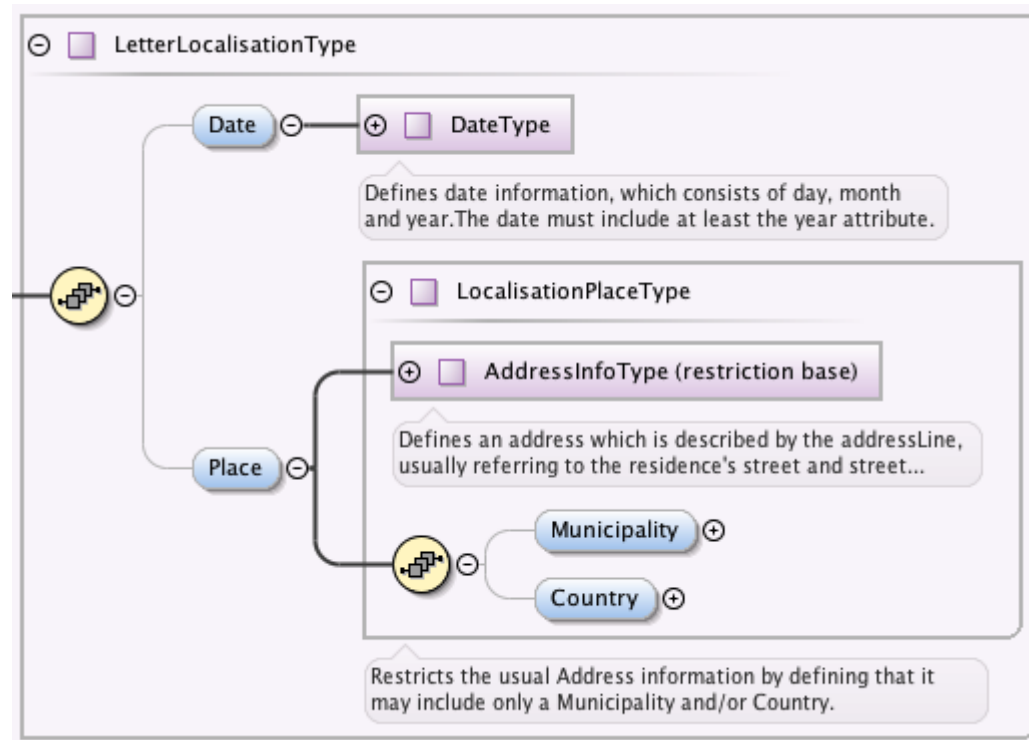 LetterLocalisationType
Date
DateType
Defines date information, which consists of day, month
and year.The date must include at least the year attribute.
LocalisationPlaceType
AddressInfoType (restriction base)
Defines an address which is described by the addressLine,
usually referring to the residence's street and street...
Place
Municipality
Country
Restricts the usual Address information by defining that it
may include only a Municipality and/or Country.